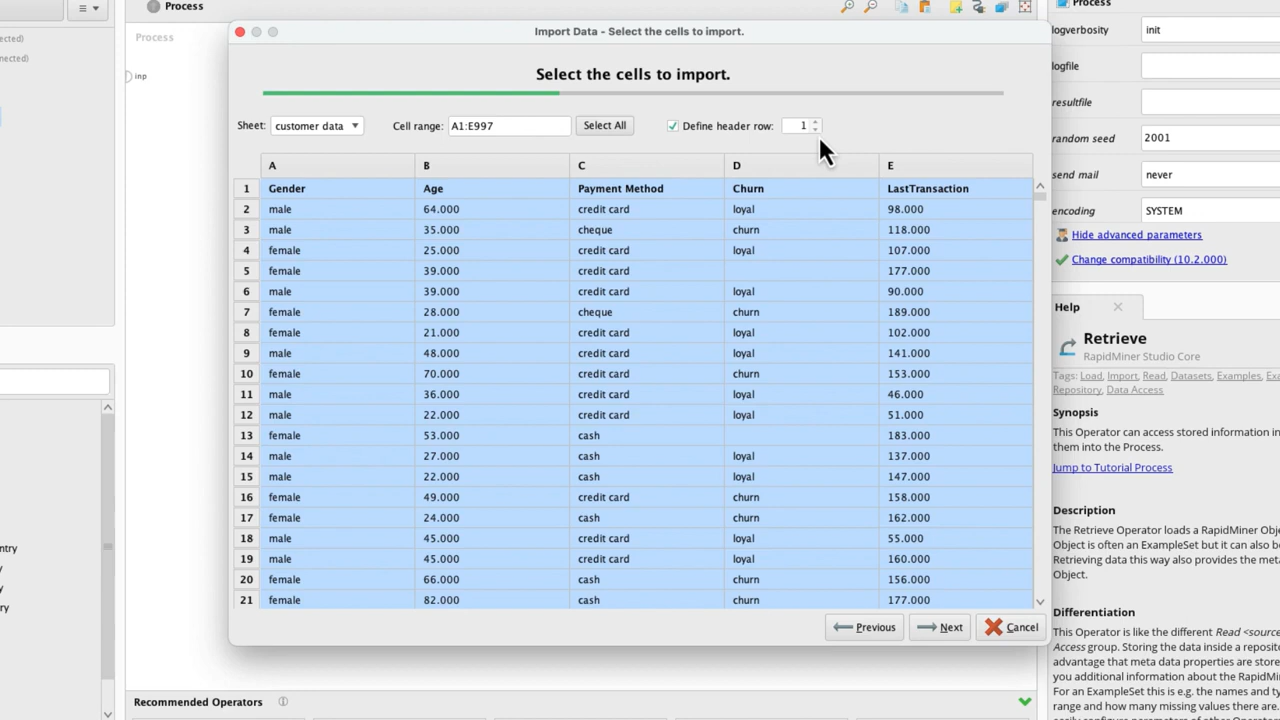 Process
Process
Process
inp
ected)
nected)
ntry
y
y
ry
Import Data - Select the cells to import.
Select the cells to import.
Sheet: customer data Cell range: A1:E997 Select All Define header row: 1
A B C D E
1 Gender Age Payment Method Churn LastTransaction
2 male 64.000 credit card loyal 98.000
3 male 35.000 cheque churn 118.000
4 female 25.000 credit card loyal 107.000
5 female 39.000 credit card 177.000
6 male 39.000 credit card loyal 90.000
7 female 28.000 cheque churn 189.000
8 female 21.000 credit card loyal 102.000
9 male 48.000 credit card loyal 141.000
10 female 70.000 credit card churn 153.000
11 male 36.000 credit card loyal 46.000
12 male 22.000 credit card loyal 51.000
13 female 53.000 cash 183.000
14 male 27.000 cash loyal 137.000
15 male 22.000 cash loyal 147.000
16 female 49.000 credit card churn 158.000
17 female 24.000 cash churn 162.000
18 male 45.000 credit card loyal 55.000
19 male 45.000 credit card loyal 160.000
20 female 66.000 cash churn 156.000
21 female 82.000 cash churn 177.000
Previous Next Cancel
Recommended Operators
logverbosity init
logfile
resultfile
random seed 2001
send mail never
encoding SYSTEM
Hide advanced parameters
Change compatibility (10.2.000)
Help
Retrieve
RapidMiner Studio Core
Tags: Load, Import, Read, Datasets, Examples, Exa
Repository, Data Access
Synopsis
This Operator can access stored information in
them into the Process.
Jump to Tutorial Process
Description
The Retrieve Operator loads a RapidMiner Obje
Object is often an ExampleSet but it can also be
Retrieving data this way also provides the meta
Object.
Differentiation
This Operator is like the different Read <source
Access group. Storing the data inside a reposito
advantage that meta data properties are store
you additional information about the RapidMin
For an ExampleSet this is e.g. the names and ty
range and how many missing values there are.